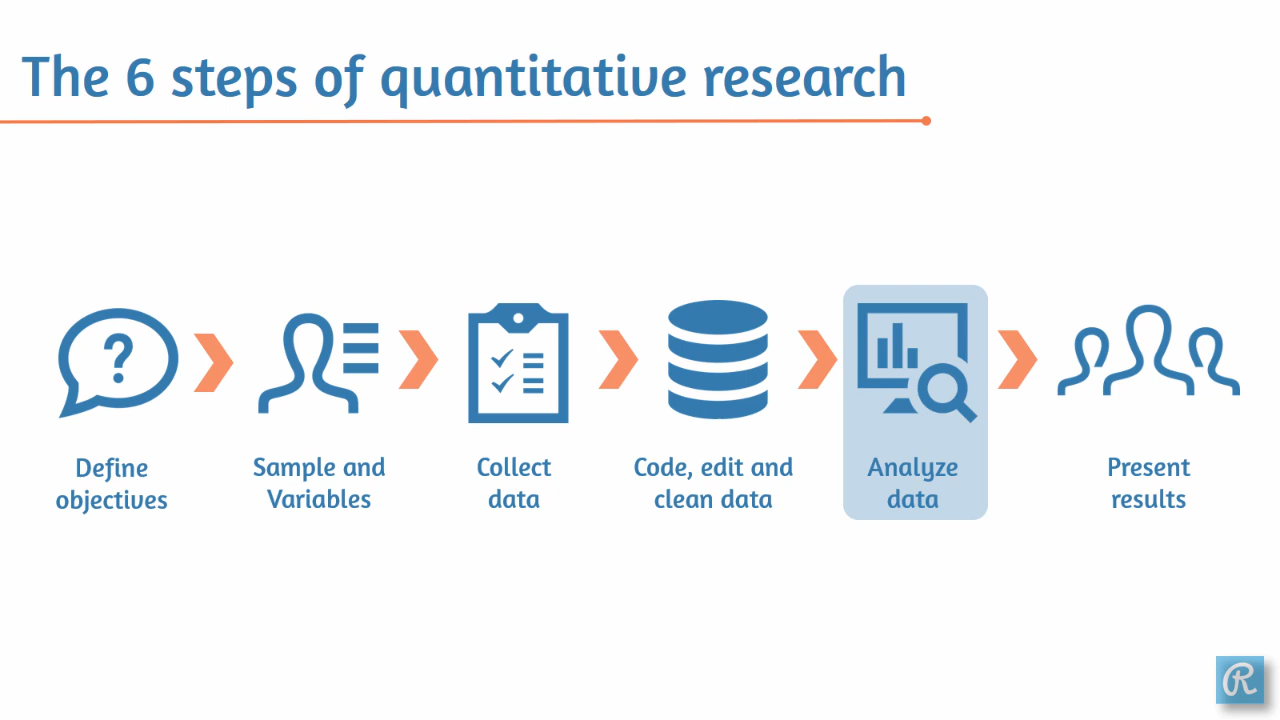 The 6 steps of quantitative research
?
Define
objectives
Sample and
Variables
Collect
data
Code, edit and
clean data
Analyze
data
Present
results
R